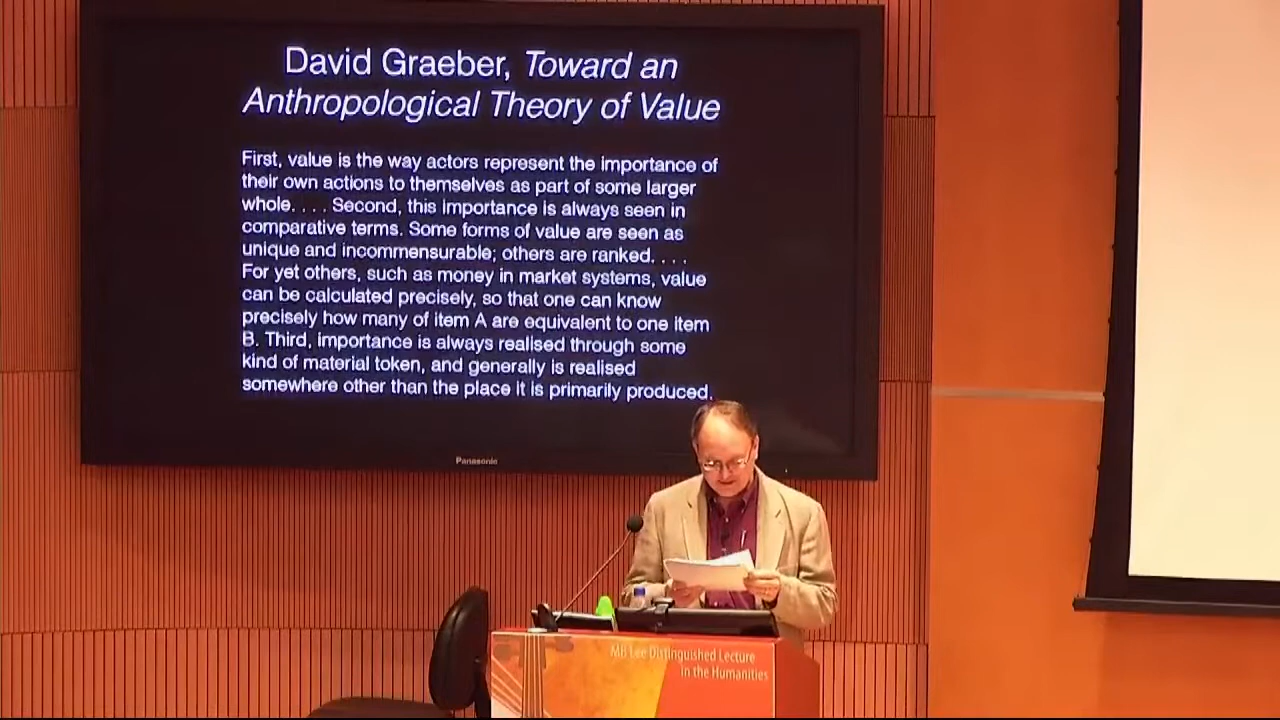 David Graeber, Toward an
Anthropological Theory of Value
First, value is the way actors represent the importance of
their own actions to themselves as part of some larger
whole. . . . Second, this importance is always seen in
comparative terms. Some forms of value are seen as
unique and incommensurable; others are ranked. . . .
For yet others, such as money in market systems, value
can be calculated precisely, so that one can know
precisely how many of item A are equivalent to one item
B. Third, importance is always realised through some
kind of material token, and generally is realised
somewhere other than the place it is primarily produced.
Panasonic
MB Lee Distinguished Lecture
in the Humanities